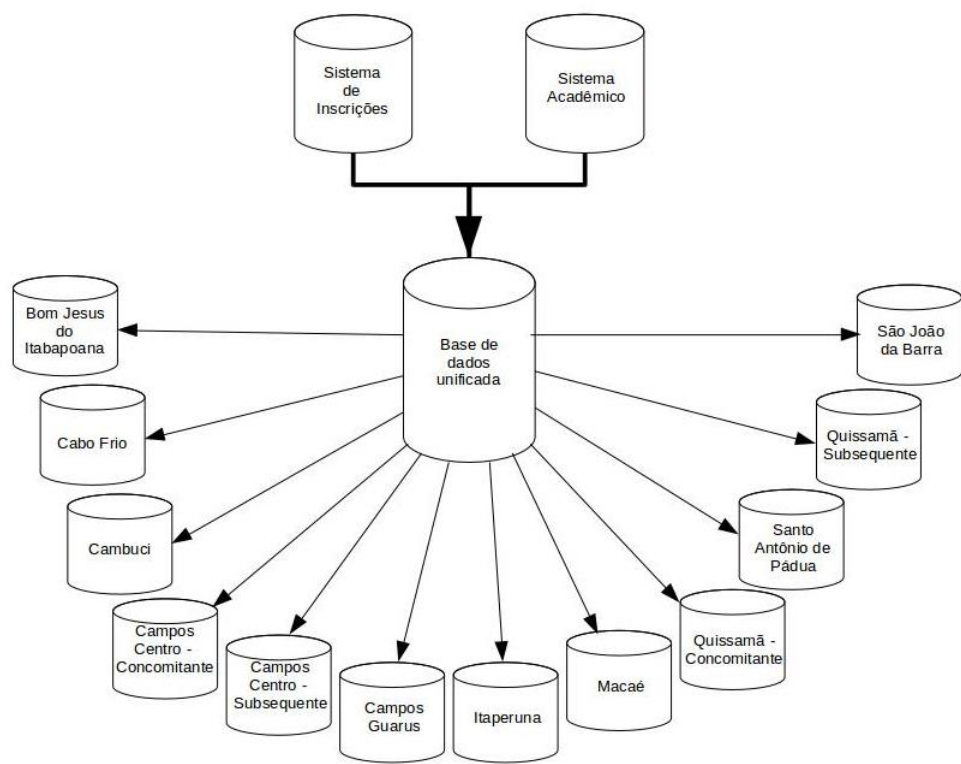 Sistema
de
Inscrições
Sistema
Acadêmico
Base de
dados
unificada
Bom Jesus
do
Itabapoana
Cabo Frio
Cambuci
Campos
Centro -
Concomitante
Campos
Centro -
Subsequente
Campos
Guarus
Itaperuna
Macaé
Quissamã -
Concomitante
Santo
Antônio de
Pádua
Quissamã -
Subsequente
São João
da Barra